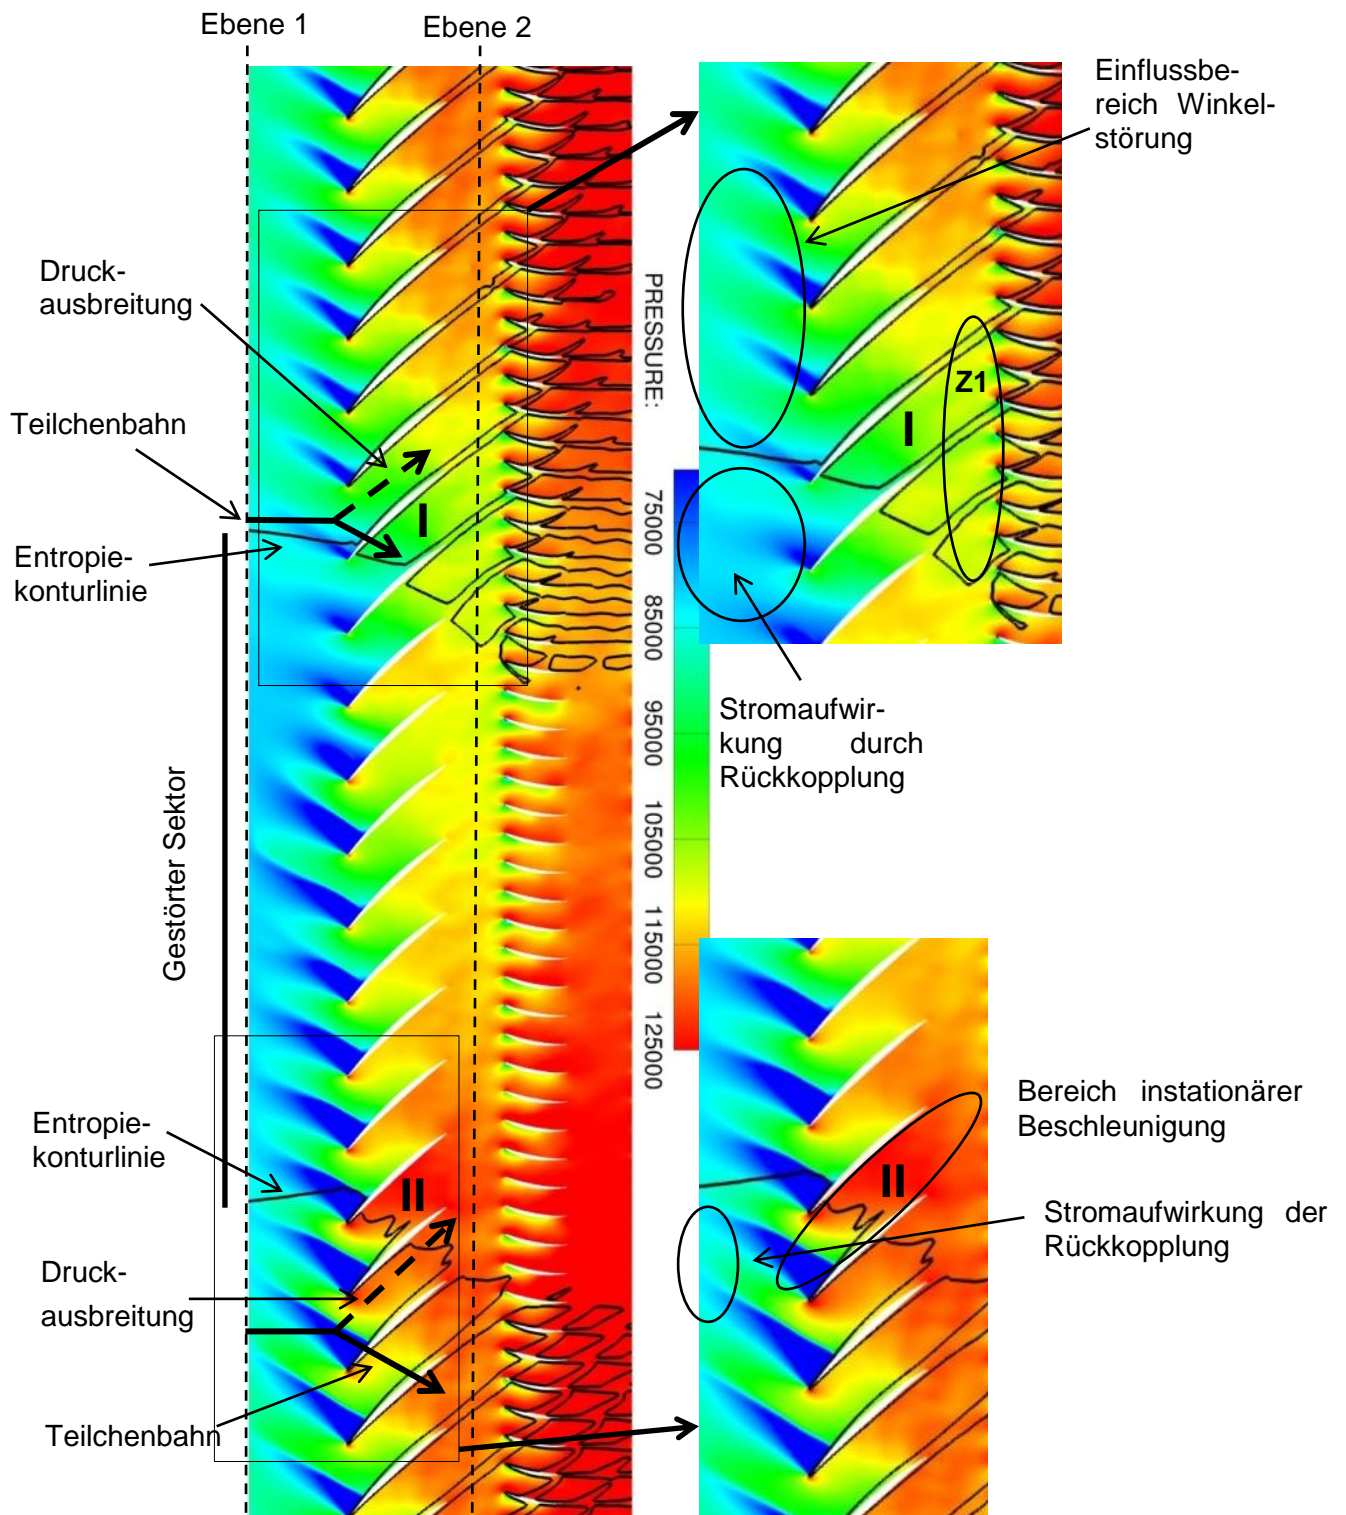 Ebene 1
Ebene 2
Einflussbe-
reich Winkel-
störung
Druck-
ausbreitung
PRESSURE:
Z1
I
Teilchenbahn
I
75000
Entropie-
konturlinie
85000
Stromaufwir-
kung durch
Rückkopplung
95000
Gestörter Sektor
105000
115000
125000
Entropie-
konturlinie
II
II
Bereich instationärer
Beschleunigung
Stromaufwirkung der
Rückkopplung
Druck-
ausbreitung
Teilchenbahn